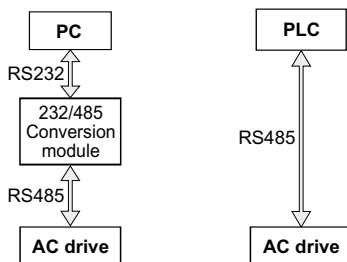 PC
RS232
232/485
Conversion
module
RS485
AC drive
PLC
RS485
AC drive